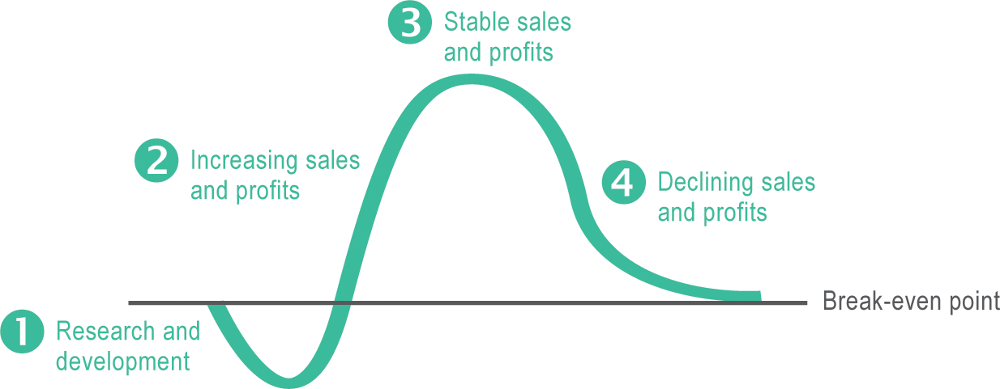 1 Research and
development
2 Increasing sales
and profits
3 Stable sales
and profits
4 Declining sales
and profits
Break-even point